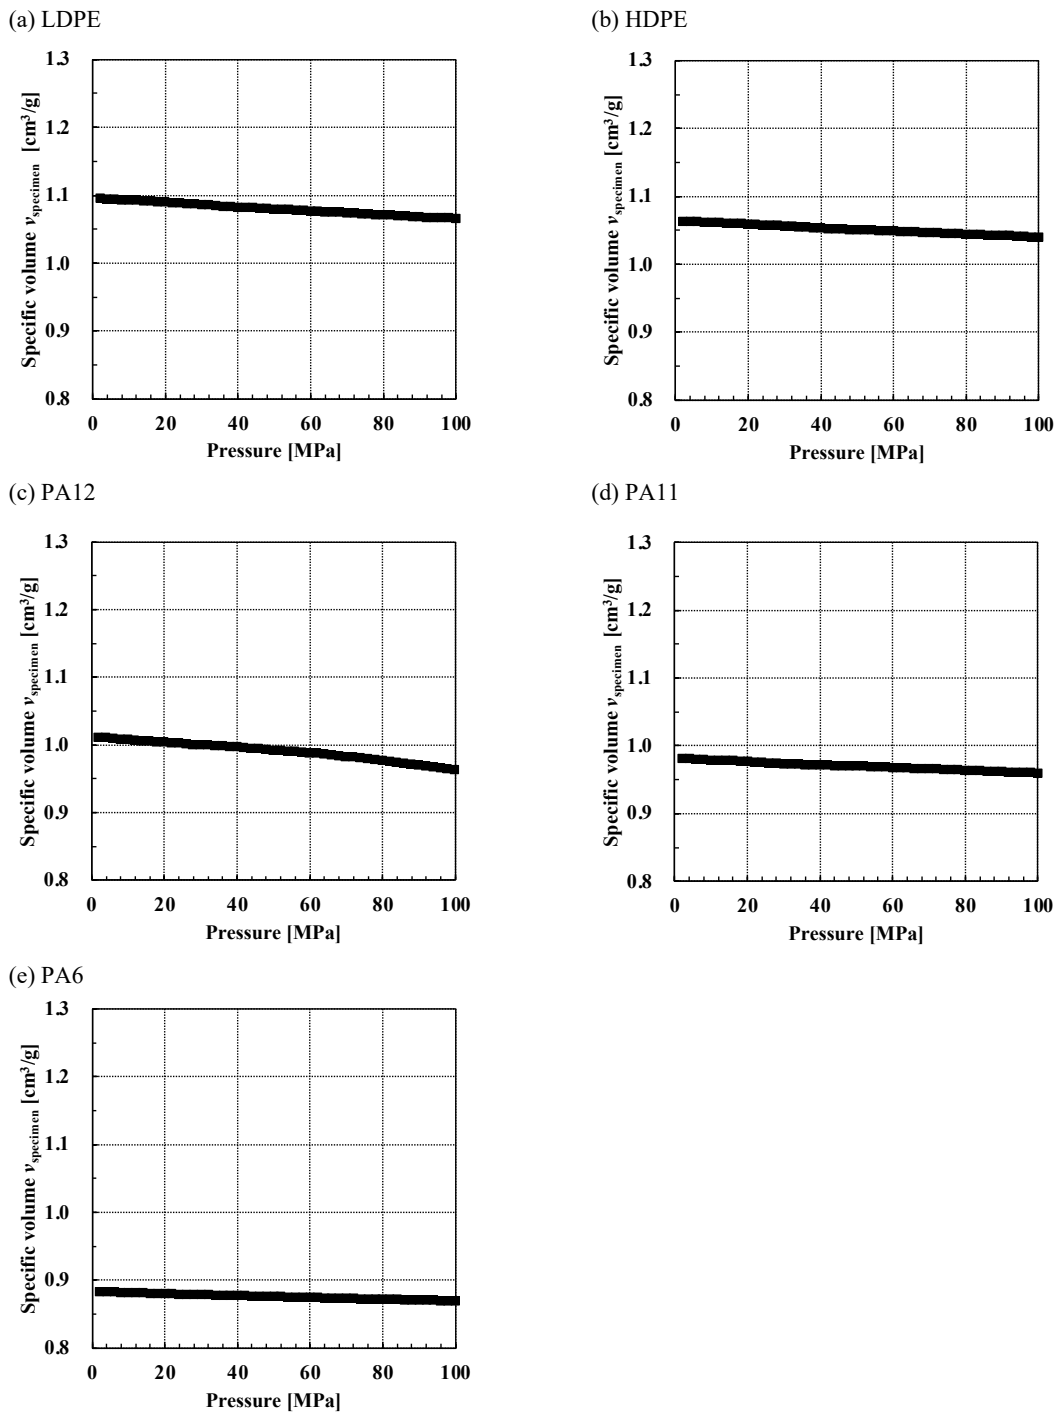 (a) LDPE
1.3
1.2
1.1
1.0
0.9
0.8
Specific volume vspecimen [cm³/g]
0 20 40 60 80 100
Pressure [MPa]
(b) HDPE
1.3
1.2
1.1
1.0
0.9
0.8
Specific volume vspecimen [cm³/g]
0 20 40 60 80 100
Pressure [MPa]
(c) PA12
1.3
1.2
1.1
1.0
0.9
0.8
Specific volume vspecimen [cm³/g]
0 20 40 60 80 100
Pressure [MPa]
(d) PA11
1.3
1.2
1.1
1.0
0.9
0.8
Specific volume vspecimen [cm³/g]
0 20 40 60 80 100
Pressure [MPa]
(e) PA6
1.3
1.2
1.1
1.0
0.9
0.8
Specific volume vspecimen [cm³/g]
0 20 40 60 80 100
Pressure [MPa]